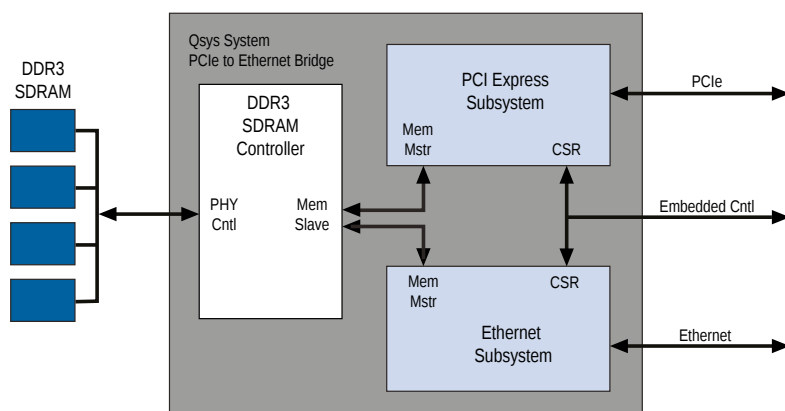 Qsys System
PCIe to Ethernet Bridge
DDR3
SDRAM
DDR3
SDRAM
Controller
PHY
Cntl
Mem
Slave
PCI Express
Subsystem
Mem
Mstr
CSR
PCIe
Embedded Cntl
Mem
Mstr
CSR
Ethernet
Subsystem
Ethernet